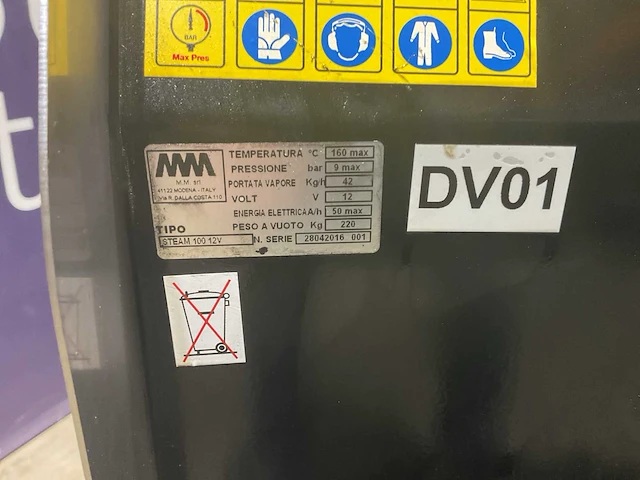 BAR
Max Pres
MM
M.M. srl
41122 MODENA - ITALY
VIA R. DALLA COSTA 110
TEMPERATURA °C 160 max
PRESSIONE bar 9 max
PORTATA VAPORE Kg/h 42
VOLT V 12
ENERGIA ELETTRICA A/h 50 max
PESO A VUOTO Kg 220
TIPO
STEAM 100 12V N. SERIE 28042016 001
DV01
t